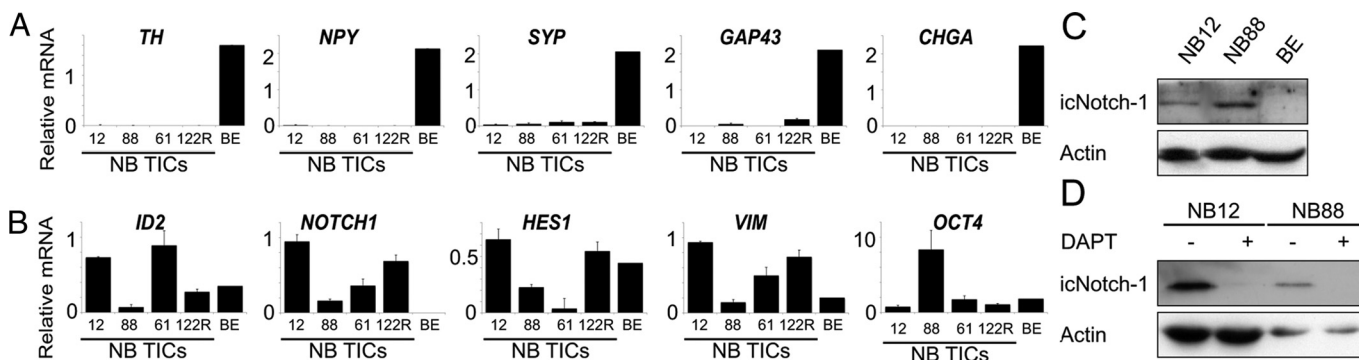 A
Relative mRNA
TH
1
0
12 88 61 122R BE
NB TICs
NPY
2
1
0
12 88 61 122R BE
NB TICs
SYP
2
1
0
12 88 61 122R BE
NB TICs
GAP43
2
1
0
12 88 61 122R BE
NB TICs
CHGA
2
1
0
12 88 61 122R BE
NB TICs
B
Relative mRNA
ID2
1
0
12 88 61 122R BE
NB TICs
NOTCH1
1
0
12 88 61 122R BE
NB TICs
HES1
0.5
0
12 88 61 122R BE
NB TICs
VIM
1
0
12 88 61 122R BE
NB TICs
OCT4
10
0
12 88 61 122R BE
NB TICs
C
NB12 NB88 BE
icNotch-1
Actin
D
NB12 NB88
DAPT - + - +
icNotch-1
Actin